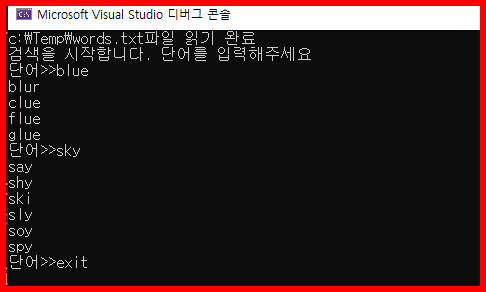 Microsoft Visual Studio 디버그 콘솔
c:₩Temp₩words.txt파일 읽기 완료
검색을 시작합니다. 단어를 입력해주세요
단어>>blue
blur
clue
flue
glue
단어>>sky
say
shy
ski
sly
soy
spy
단어>>exit